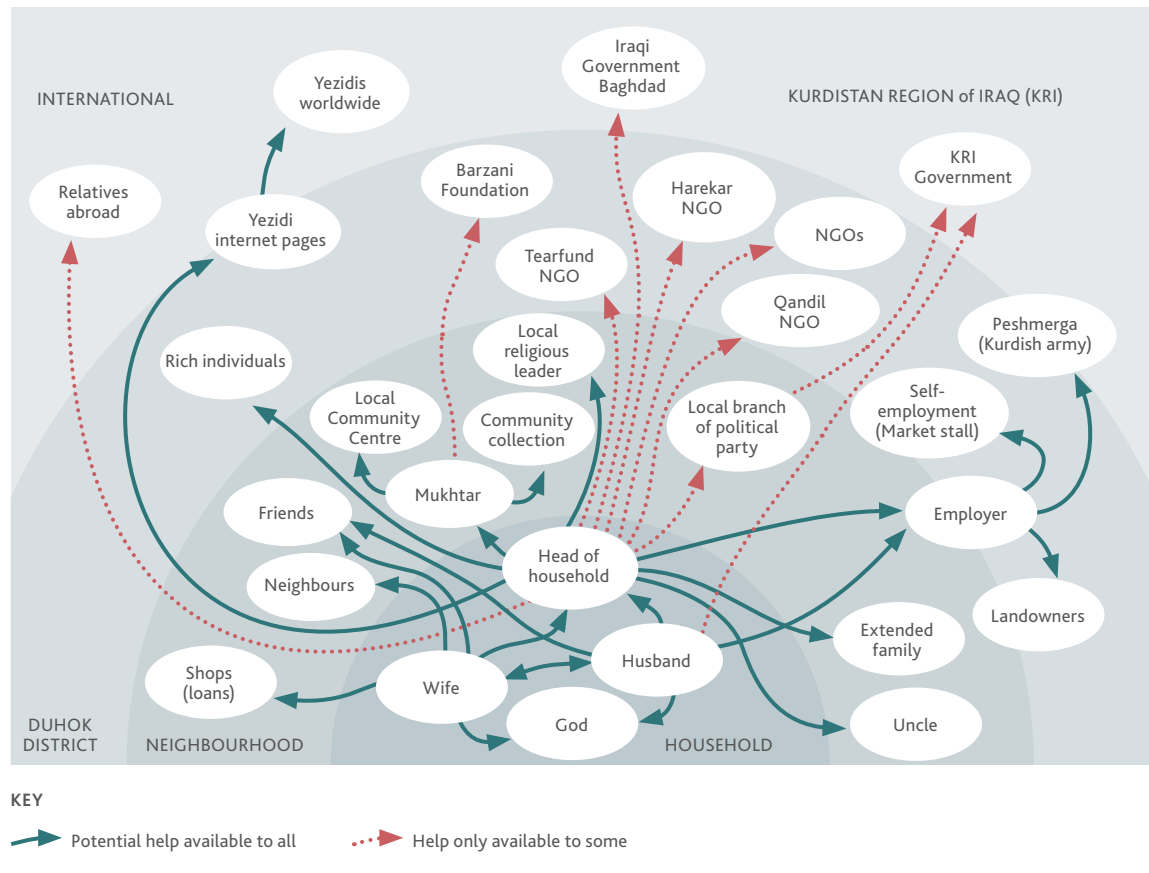 INTERNATIONAL
Yezidis
worldwide
Iraqi
Government
Baghdad
KURDISTAN REGION of IRAQ (KRI)
Relatives
abroad
Yezidi
internet pages
Barzani
Foundation
Harekar
NGO
KRI
Government
Tearfund
NGO
NGOs
Qandil
NGO
Peshmerga
(Kurdish army)
Rich individuals
Local
religious
leader
Local
Community
Centre
Community
collection
Local branch
of political
party
Self-
employment
(Market stall)
Mukhtar
Friends
Employer
Neighbours
Head of
household
Landowners
Extended
family
Shops
(loans)
Wife
Husband
God
Uncle
DUHOK
DISTRICT
NEIGHBOURHOOD
HOUSEHOLD
KEY
Potential help available to all
Help only available to some